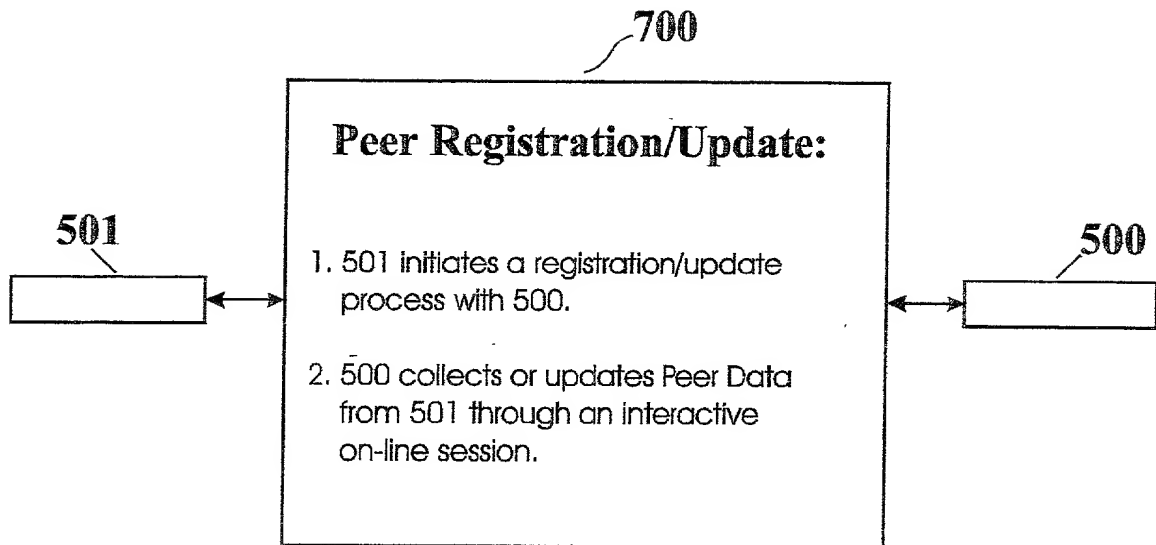 700
Peer Registration/Update:
501
500
1. 501 initiates a registration/update
process with 500.
2. 500 collects or updates Peer Data
from 501 through an interactive
on-line session.